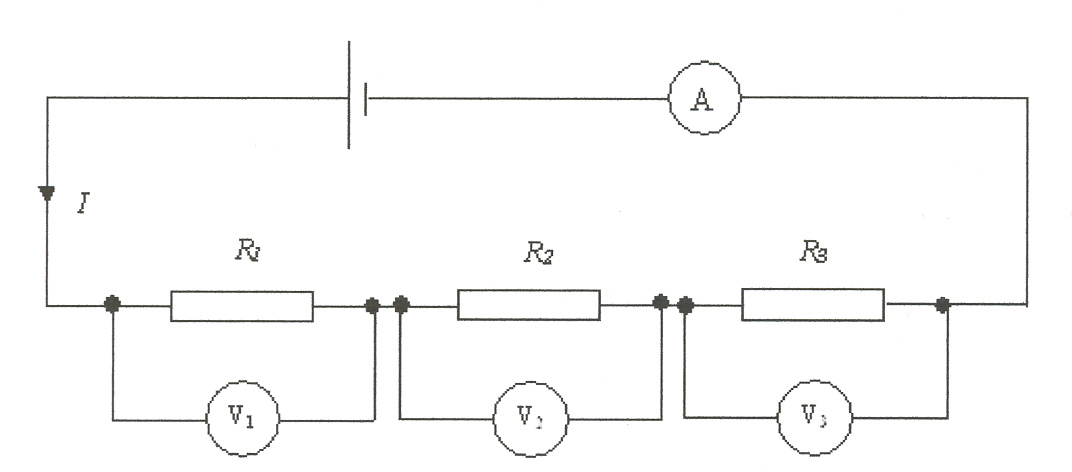 A
I
R1 R2 R3
V1 V2 V3